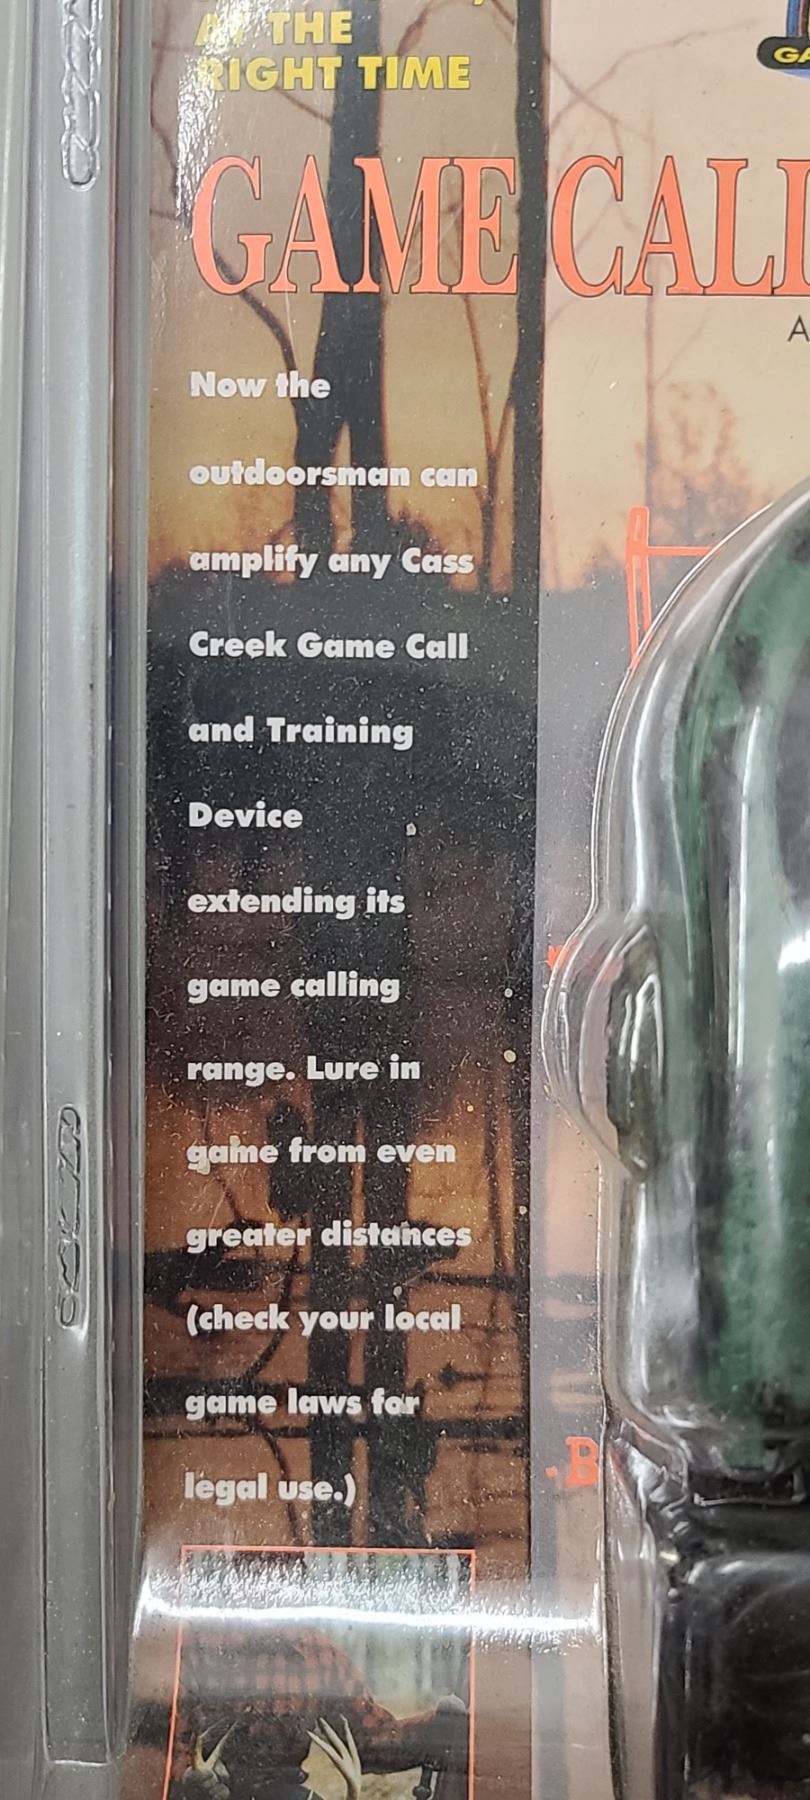 AT THE
RIGHT TIME
GAME CALL
Now the
outdoorsman can
amplify any Cass
Creek Game Call
and Training
Device
extending its
game calling
range. Lure in
game from even
greater distances
(check your local
game laws for
legal use.)